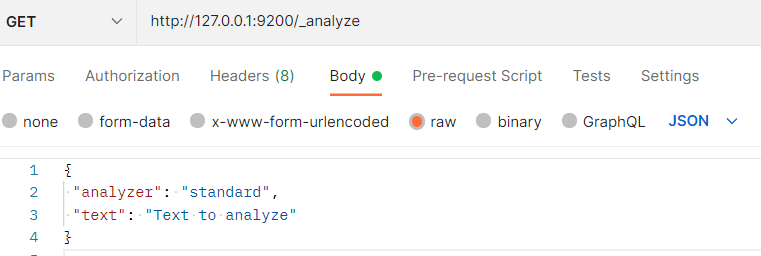 GET http://127.0.0.1:9200/_analyze
Params Authorization Headers (8) Body Pre-request Script Tests Settings
none form-data x-www-form-urlencoded raw binary GraphQL JSON
1 {
2 "analyzer": "standard",
3 "text": "Text to analyze"
4 }